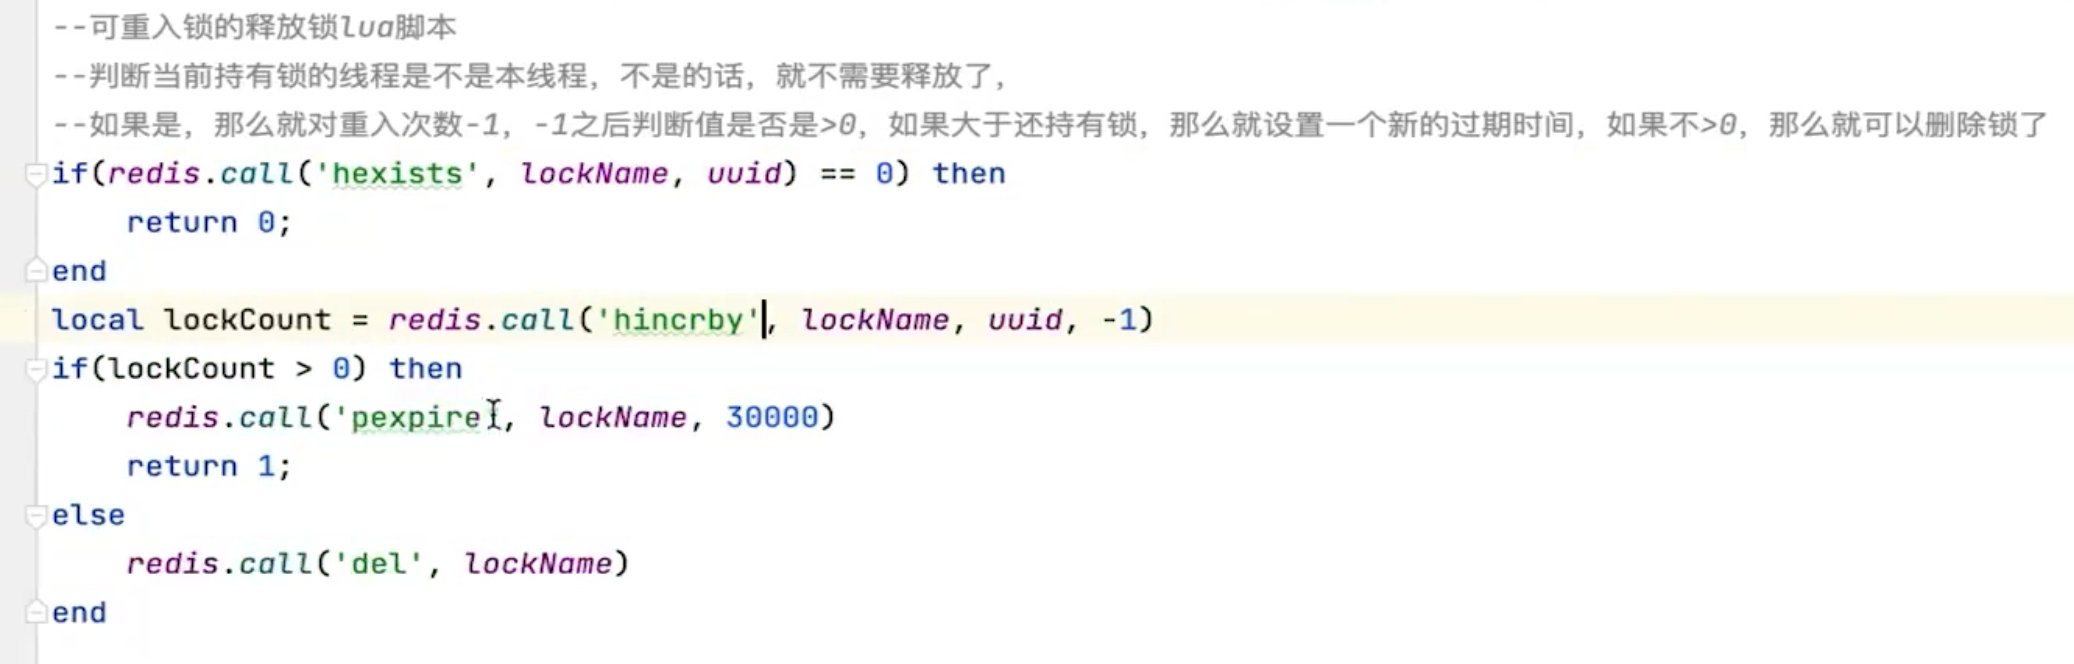 --可重入锁的释放锁lua脚本
--判断当前持有锁的线程是不是本线程，不是的话，就不需要释放了，
--如果是，那么就对重入次数-1，-1之后判断值是否是>0，如果大于还持有锁，那么就设置一个新的过期时间，如果不>0，那么就可以删除锁了
if(redis.call('hexists', lockName, uuid) == 0) then
    return 0;
end
local lockCount = redis.call('hincrby', lockName, uuid, -1)
if(lockCount > 0) then
    redis.call('pexpire', lockName, 30000)
    return 1;
else
    redis.call('del', lockName)
end